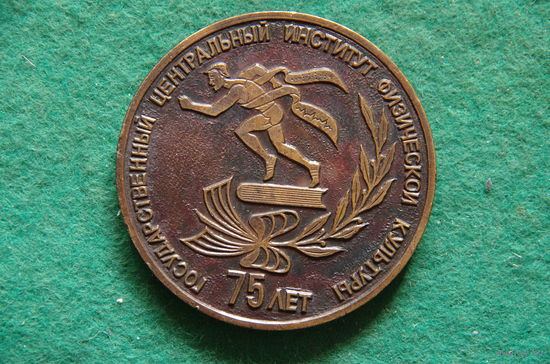 ГОСУДАРСТВЕННЫЙ ЦЕНТРАЛЬНЫЙ ИНСТИТУТ ФИЗИЧЕСКОЙ КУЛЬТУРЫ
75 ЛЕТ